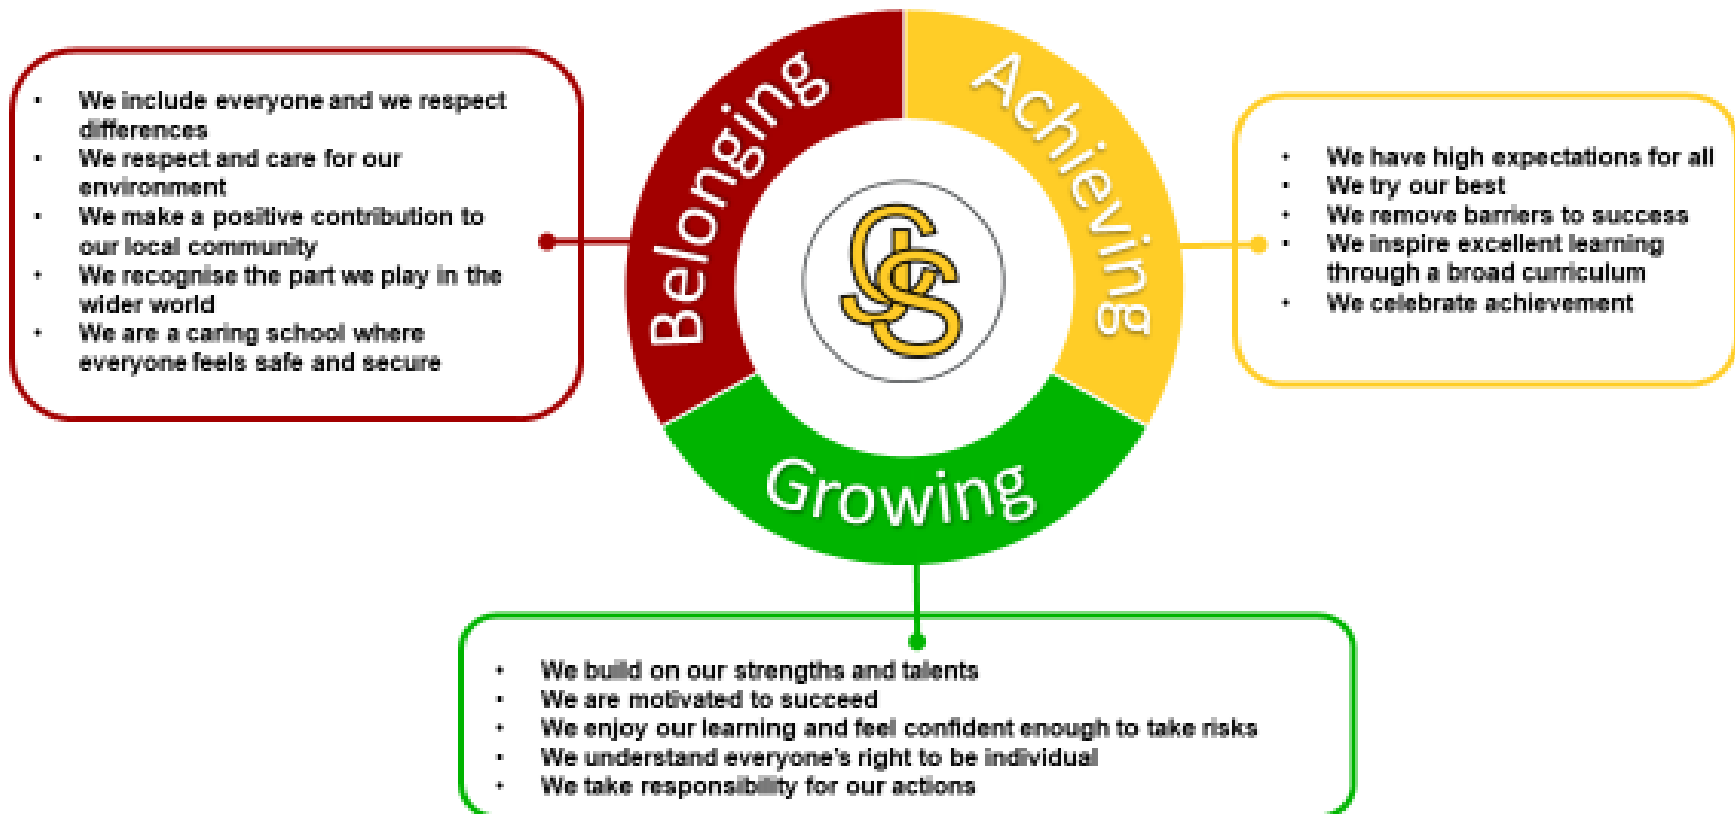 Belonging
Achieving
Growing
CJS
• We include everyone and we respect
differences
• We respect and care for our
environment
• We make a positive contribution to
our local community
• We recognise the part we play in the
wider world
• We are a caring school where
everyone feels safe and secure
• We have high expectations for all
• We try our best
• We remove barriers to success
• We inspire excellent learning
through a broad curriculum
• We celebrate achievement
• We build on our strengths and talents
• We are motivated to succeed
• We enjoy our learning and feel confident enough to take risks
• We understand everyone's right to be individual
• We take responsibility for our actions